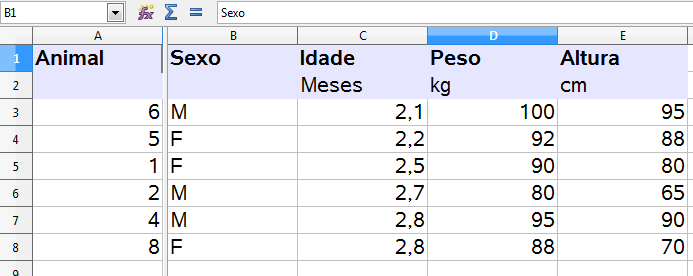 B1 Sexo
A B C D E
1 Animal Sexo Idade Peso Altura
2 Meses kg cm
3 6 M 2,1 100 95
4 5 F 2,2 92 88
5 1 F 2,5 90 80
6 2 M 2,7 80 65
7 4 M 2,8 95 90
8 8 F 2,8 88 70